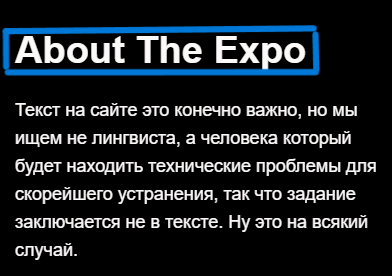 About The Expo
Текст на сайте это конечно важно, но мы
ищем не лингвиста, а человека который
будет находить технические проблемы для
скорейшего устранения, так что задание
заключается не в тексте. Ну это на всякий
случай.